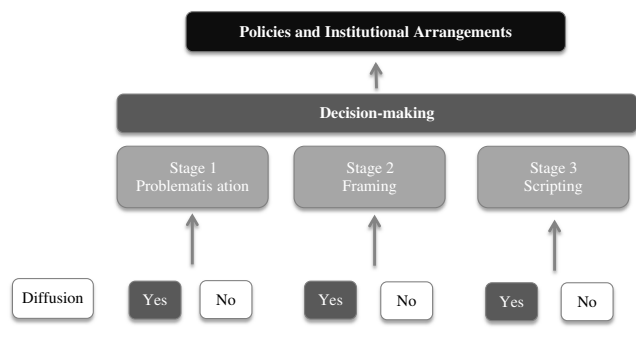 Policies and Institutional Arrangements
Decision-making
Stage 1
Problematis ation
Stage 2
Framing
Stage 3
Scripting
Diffusion
Yes
No
Yes
No
Yes
No